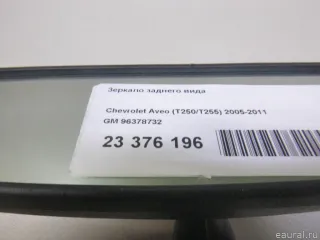 Зеркало заднего вида
Chevrolet Aveo (T250/T255) 2005-2011
GM 96378732
23 376 196
© eaural.ru